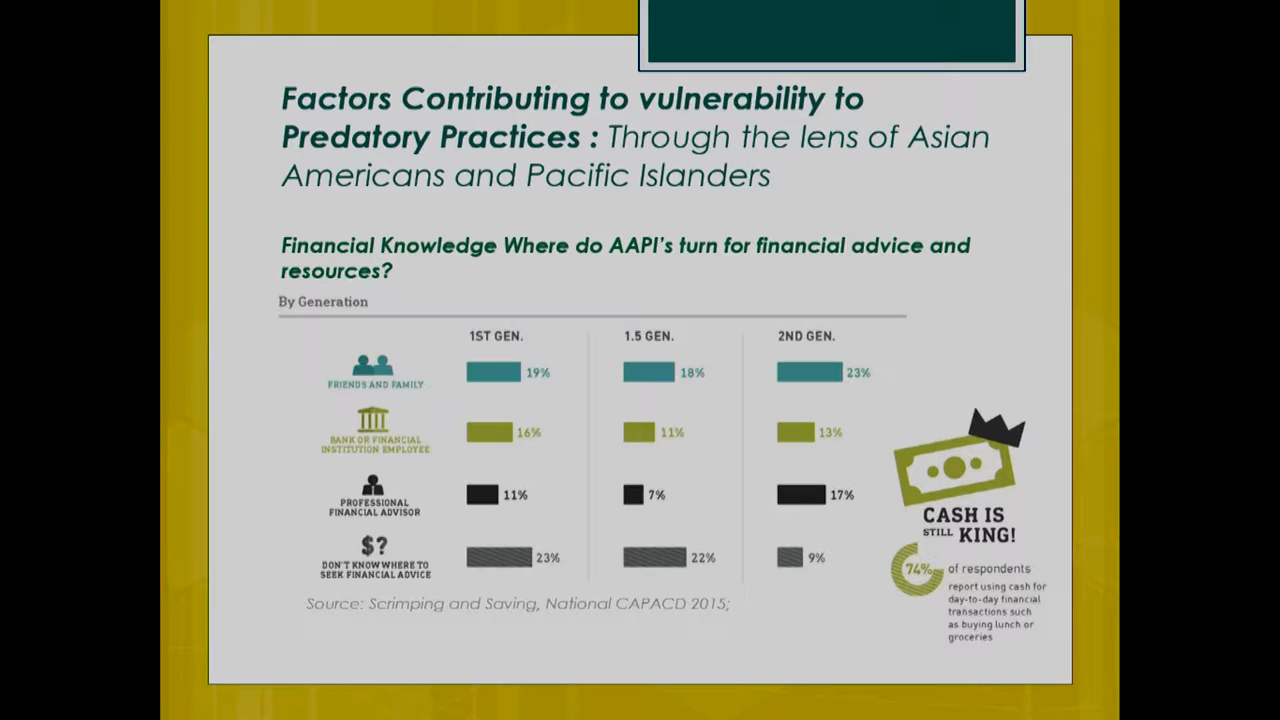 Factors Contributing to vulnerability to
Predatory Practices : Through the lens of Asian
Americans and Pacific Islanders
Financial Knowledge Where do AAPI's turn for financial advice and
resources?
By Generation
1ST GEN. 1.5 GEN. 2ND GEN.
FRIENDS AND FAMILY 19% 18% 23%
BANK OR FINANCIAL
INSTITUTION EMPLOYEE 16% 11% 13%
PROFESSIONAL
FINANCIAL ADVISOR 11% 7% 17%
$?
DON'T KNOW WHERE TO
SEEK FINANCIAL ADVICE 23% 22% 9%
CASH IS
STILL KING!
74% of respondents
report using cash for
day-to-day financial
transactions such
as buying lunch or
groceries
Source: Scrimping and Saving, National CAPACD 2015;